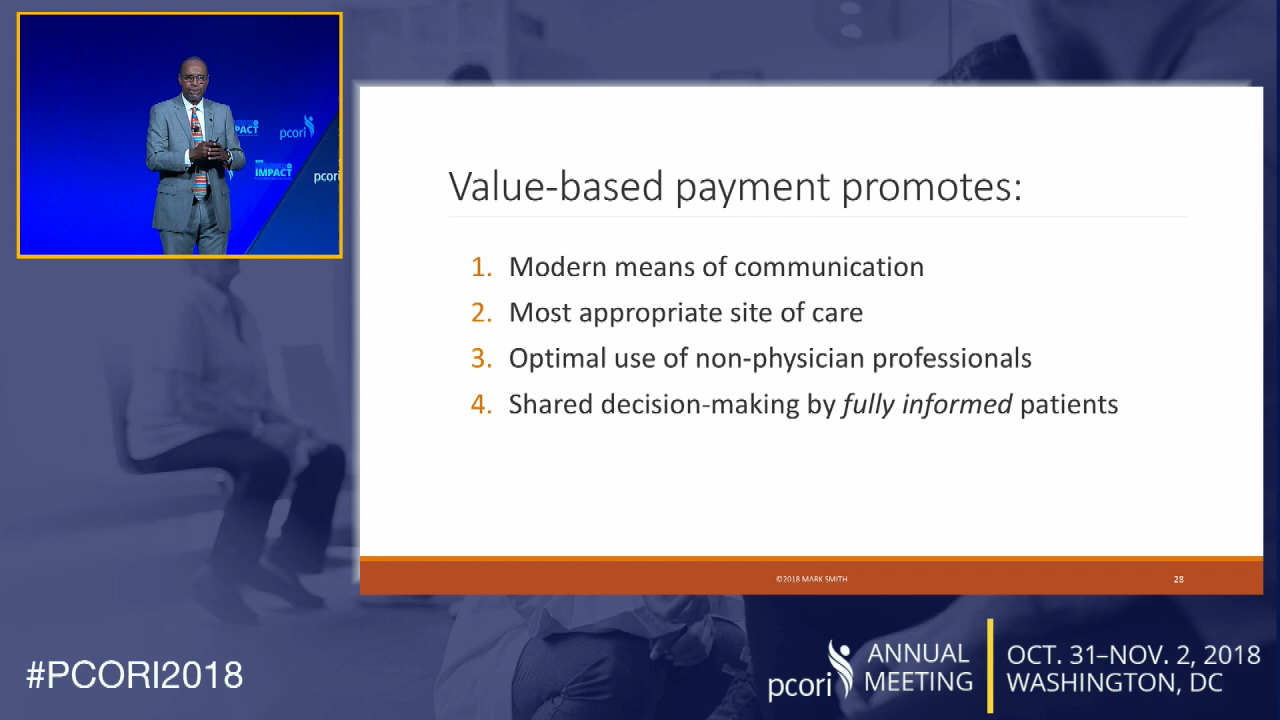 PACT
pcori
IMPACT
pcori
Value-based payment promotes:
1. Modern means of communication
2. Most appropriate site of care
3. Optimal use of non-physician professionals
4. Shared decision-making by fully informed patients
©2018 MARK SMITH
28
#PCORI2018
pcori
ANNUAL
MEETING
OCT. 31–NOV. 2, 2018
WASHINGTON, DC